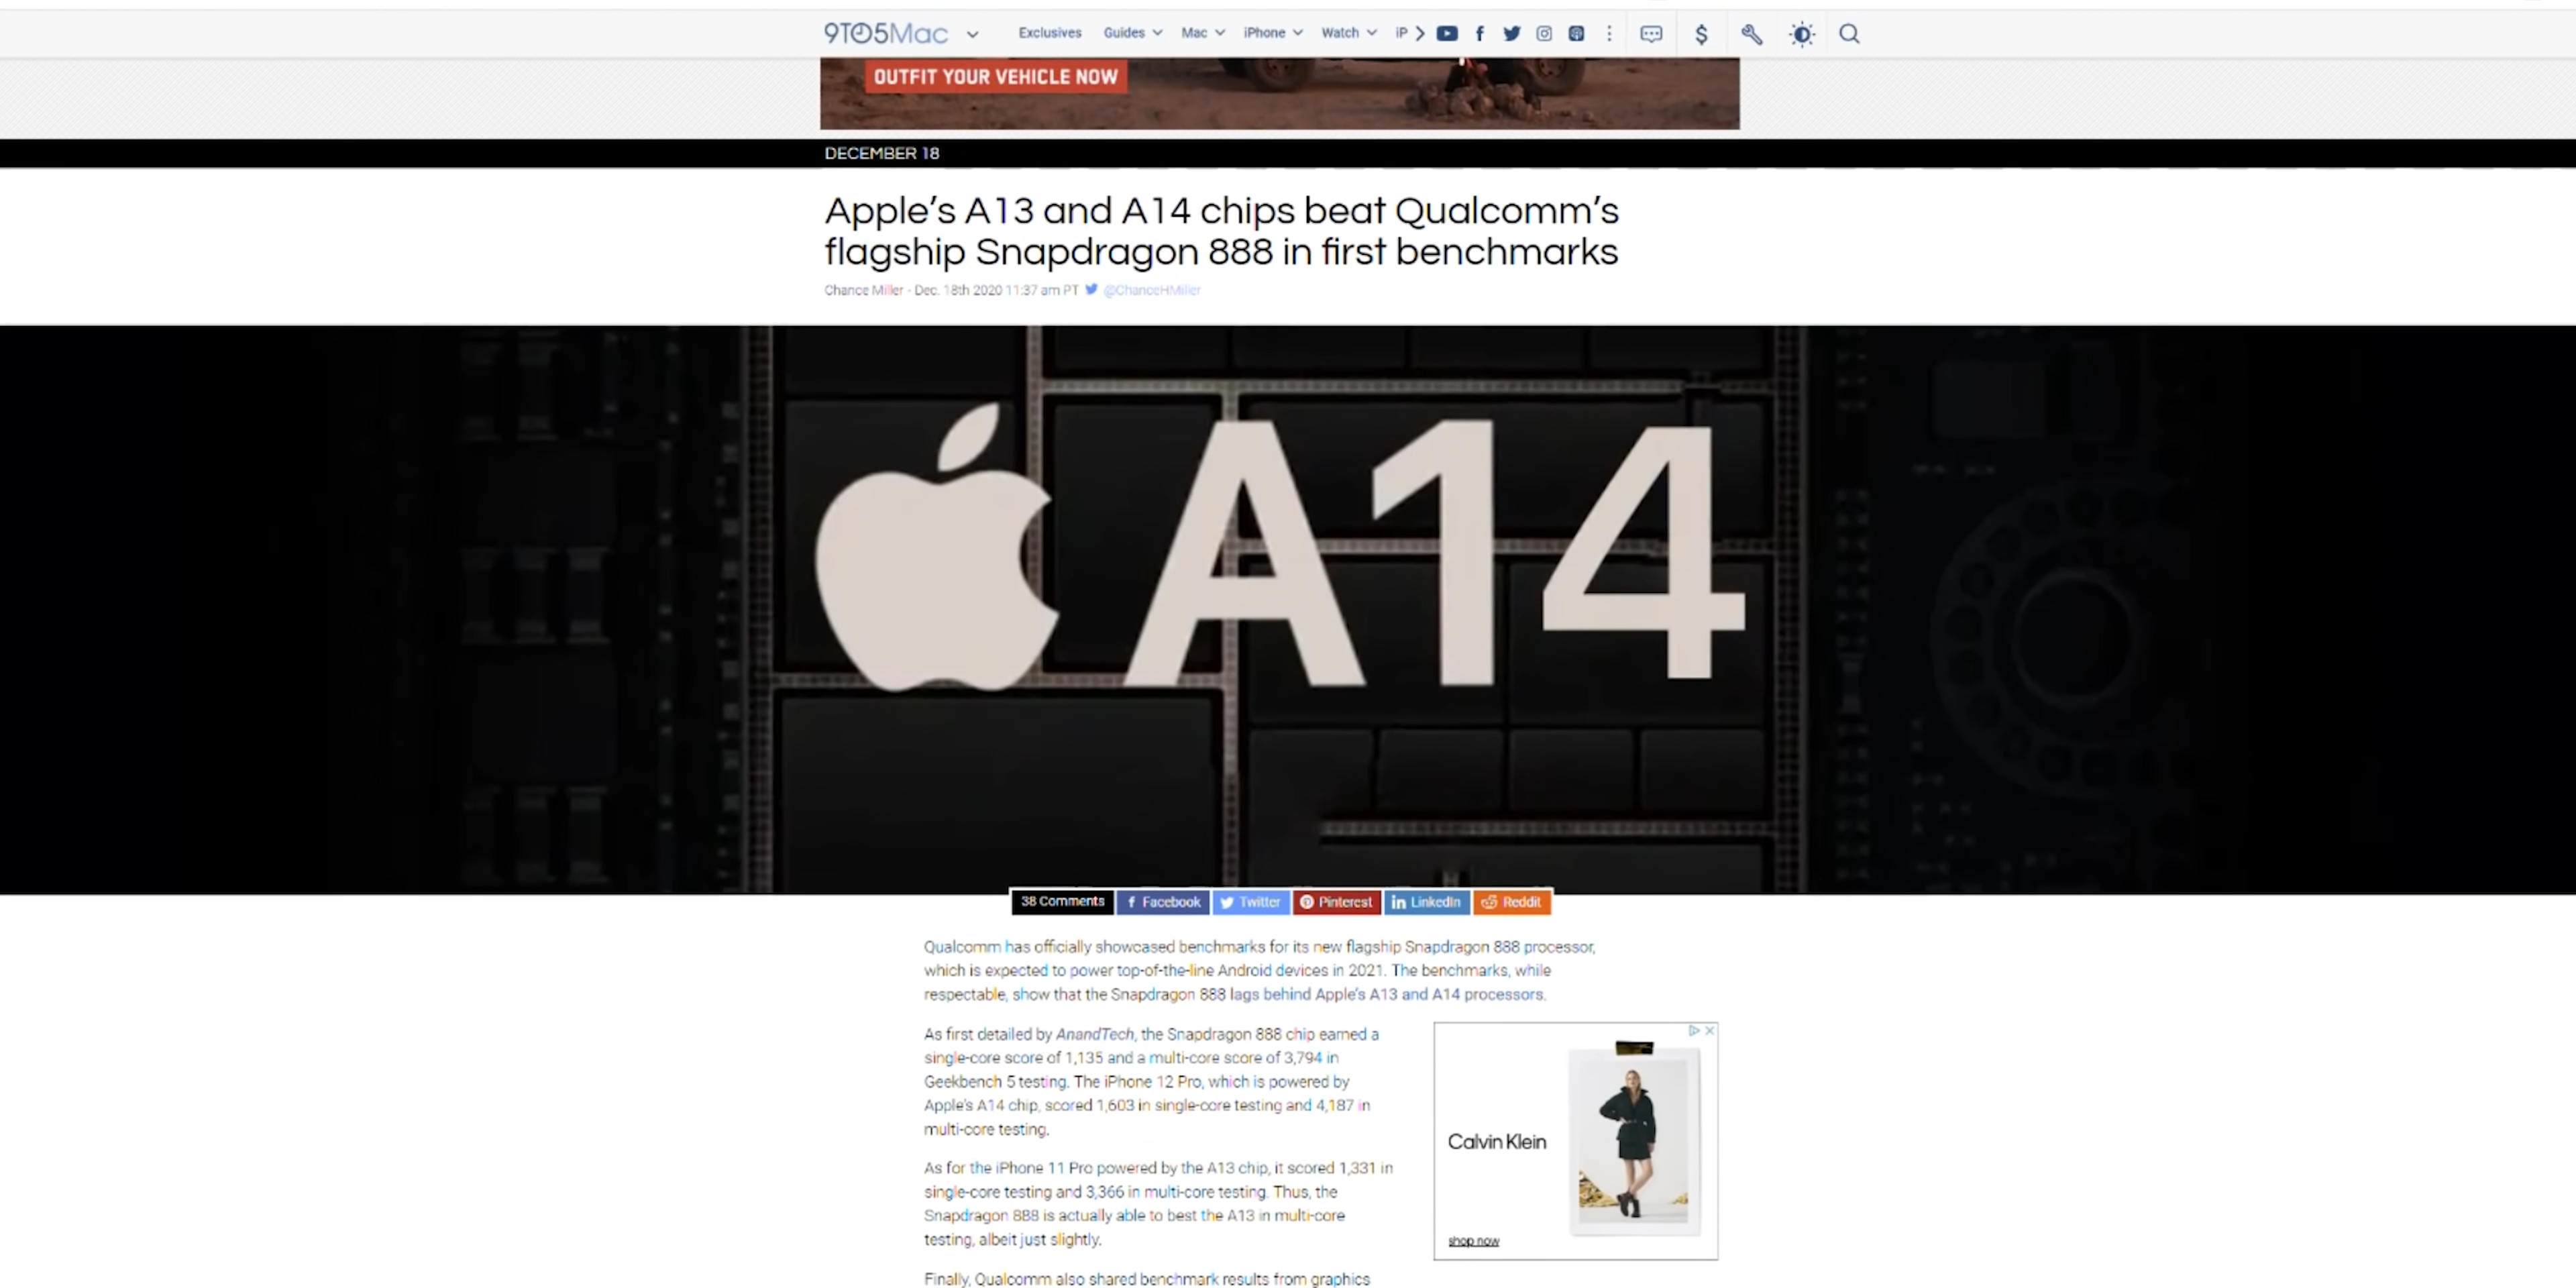 9TO5Mac Exclusives Guides Mac iPhone Watch iP
OUTFIT YOUR VEHICLE NOW
DECEMBER 18
Apple’s A13 and A14 chips beat Qualcomm’s
flagship Snapdragon 888 in first benchmarks
Chance Miller - Dec. 18th 2020 11:37 am PT @ChanceHMiller
A14
38 Comments Facebook Twitter Pinterest LinkedIn Reddit
Qualcomm has officially showcased benchmarks for its new flagship Snapdragon 888 processor,
which is expected to power top-of-the-line Android devices in 2021. The benchmarks, while
respectable, show that the Snapdragon 888 lags behind Apple’s A13 and A14 processors.
As first detailed by AnandTech, the Snapdragon 888 chip earned a
single-core score of 1,135 and a multi-core score of 3,794 in
Geekbench 5 testing. The iPhone 12 Pro, which is powered by
Apple’s A14 chip, scored 1,603 in single-core testing and 4,187 in
multi-core testing.
As for the iPhone 11 Pro powered by the A13 chip, it scored 1,331 in
single-core testing and 3,366 in multi-core testing. Thus, the
Snapdragon 888 is actually able to best the A13 in multi-core
testing, albeit just slightly.
Finally, Qualcomm also shared benchmark results from graphics
Calvin Klein
shop now